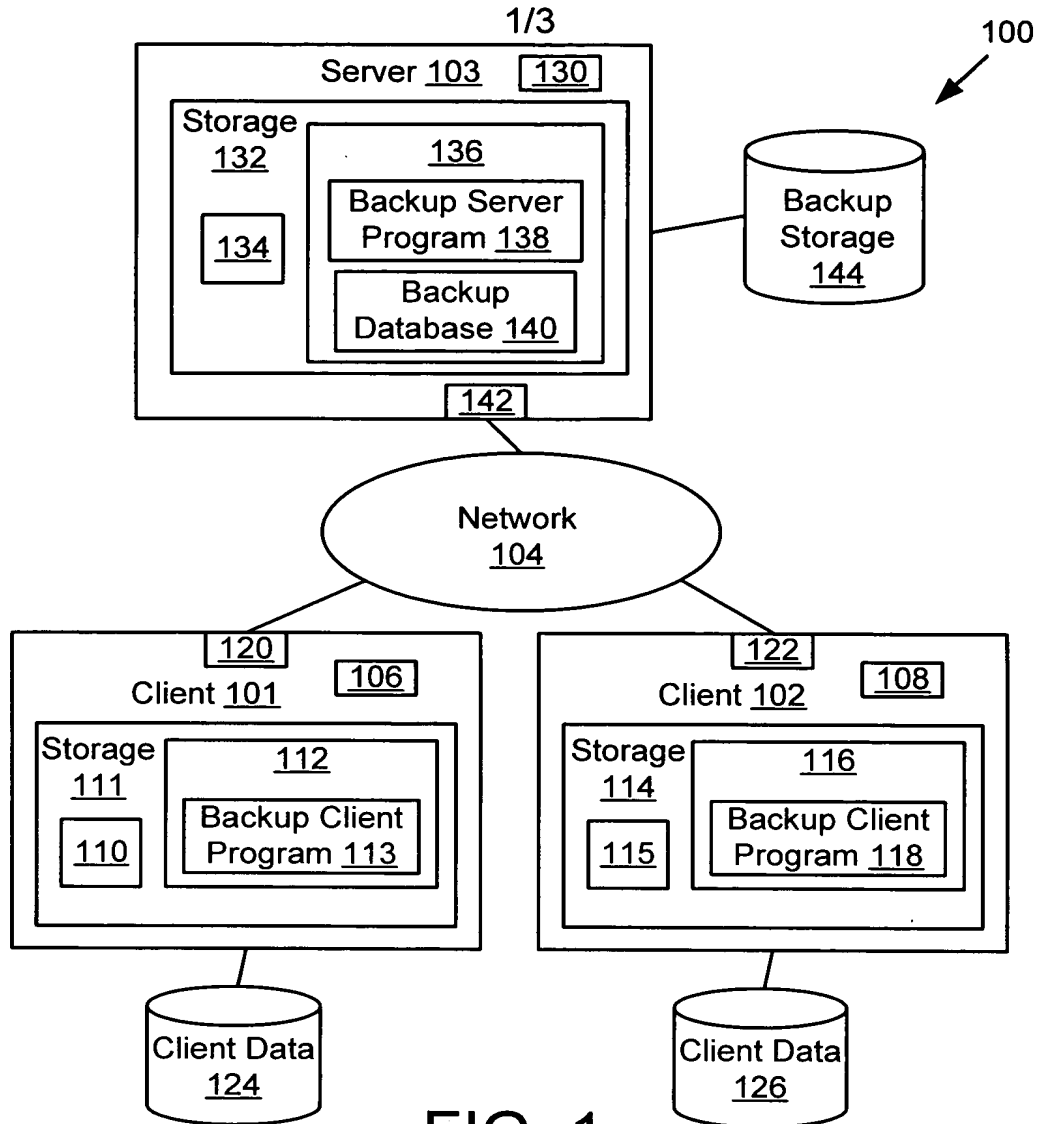 1/3
100
Server 103
130
Storage
132
134
136
Backup Server
Program 138
Backup
Database 140
142
Backup
Storage
144
Network
104
120
106
Client 101
Storage
111
110
112
Backup Client
Program 113
122
108
Client 102
Storage
114
115
116
Backup Client
Program 118
Client Data
124
Client Data
126